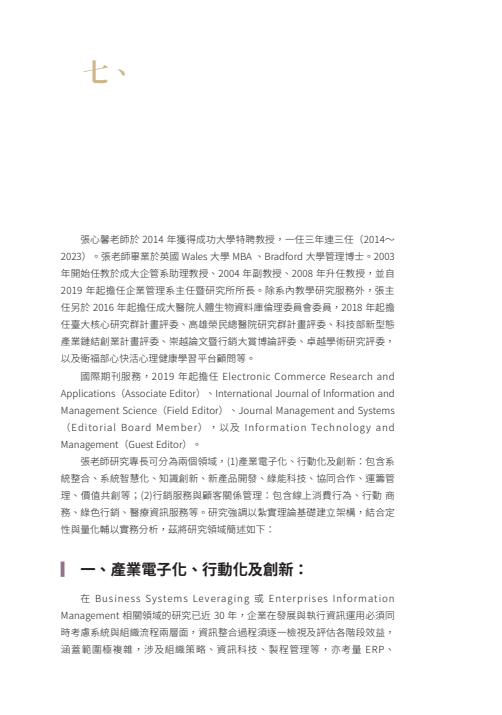 七、
張心馨老師於 2014 年獲得成功大學特聘教授，一任三年連三任（2014～
2023）。張老師畢業於英國 Wales 大學 MBA 、Bradford 大學管理博士。2003
年開始任教於成大企管系助理教授、2004 年副教授、2008 年升任教授，並自
2019 年起擔任企業管理系主任暨研究所所長。除系內教學研究服務外，張主
任另於 2016 年起擔任成大醫院人體生物資料庫倫理委員會委員，2018 年起擔
任臺大核心研究群計畫評委、高雄榮民總醫院研究群計畫評委、科技部新型態
產業鏈結創業計畫評委、崇越論文暨行銷大賞博論評委、卓越學術研究評委，
以及衛福部心快活心理健康學習平台顧問等。
國際期刊服務，2019 年起擔任 Electronic Commerce Research and
Applications（Associate Editor）、International Journal of Information and
Management Science（Field Editor）、Journal Management and Systems
（Editorial Board Member），以及 Information Technology and
Management（Guest Editor）。
張老師研究專長可分為兩個領域，(1)產業電子化、行動化及創新：包含系
統整合、系統智慧化、知識創新、新產品開發、綠能科技、協同合作、運籌管
理、價值共創等；(2)行銷服務與顧客關係管理：包含線上消費行為、行動 商
務、綠色行銷、醫療資訊服務等。研究強調以紮實理論基礎建立架構，結合定
性與量化輔以實務分析，茲將研究領域簡述如下：
一、產業電子化、行動化及創新：
在 Business Systems Leveraging 或 Enterprises Information
Management 相關領域的研究已近 30 年，企業在發展與執行資訊運用必須同
時考慮系統與組織流程兩層面，資訊整合過程須逐一檢視及評估各階段效益，
涵蓋範圍極複雜，涉及組織策略、資訊科技、製程管理等，亦考量 ERP、